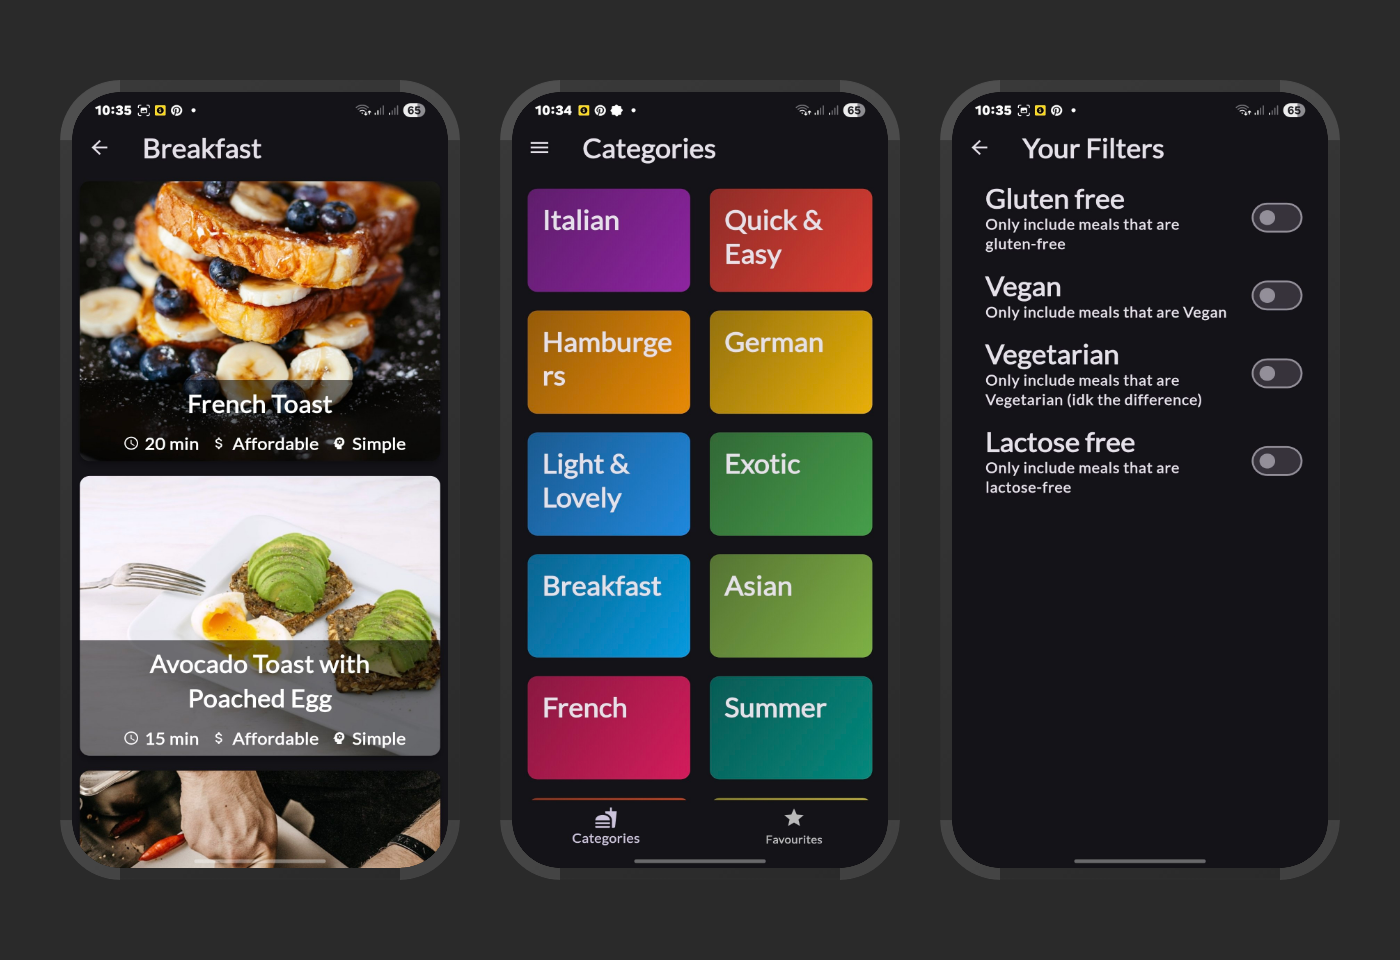 10:35
65
Breakfast
French Toast
20 min $ Affordable Simple
Avocado Toast with
Poached Egg
15 min $ Affordable Simple
10:34
65
Categories
Italian
Quick &
Easy
Hamburge
rs
German
Light &
Lovely
Exotic
Breakfast
Asian
French
Summer
Categories
Favourites
10:35
65
Your Filters
Gluten free
Only include meals that are
gluten-free
Vegan
Only include meals that are Vegan
Vegetarian
Only include meals that are
Vegetarian (idk the difference)
Lactose free
Only include meals that are
lactose-free